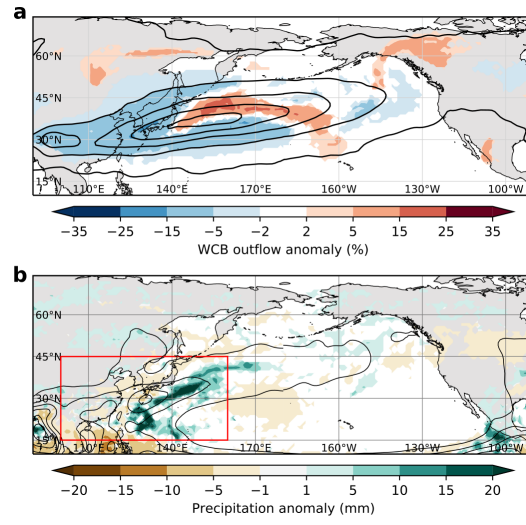 a
60°N
45°N
30°N
15°N
110°E 140°E 170°E 160°W 130°W 100°W
−35 −25 −15 −5 −2 2 5 15 25 35
WCB outflow anomaly (%)
b
60°N
45°N
30°N
15°N
110°E 140°E 170°E 160°W 130°W 100°W
−20 −15 −10 −5 −1 1 5 10 15 20
Precipitation anomaly (mm)